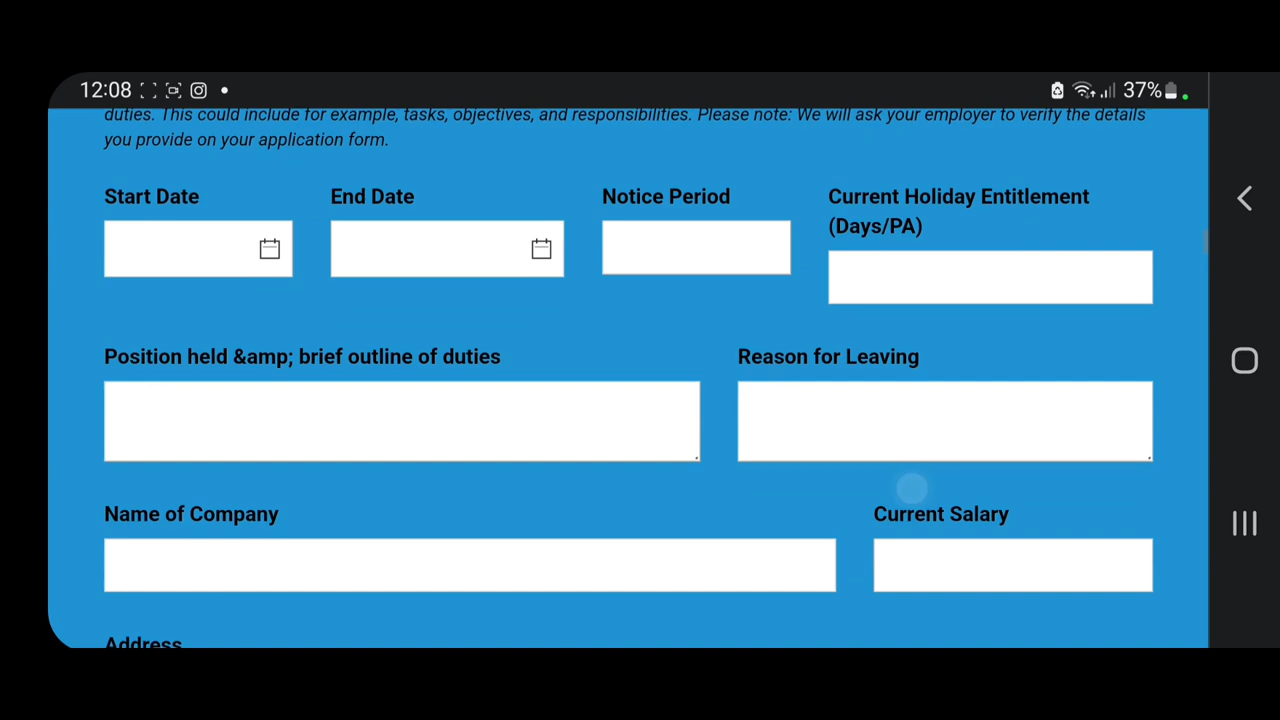 12:08
37%
duties. This could include for example, tasks, objectives, and responsibilities. Please note: We will ask your employer to verify the details
you provide on your application form.
Start Date
End Date
Notice Period
Current Holiday Entitlement
(Days/PA)
Position held &amp; brief outline of duties
Reason for Leaving
Name of Company
Current Salary
Address